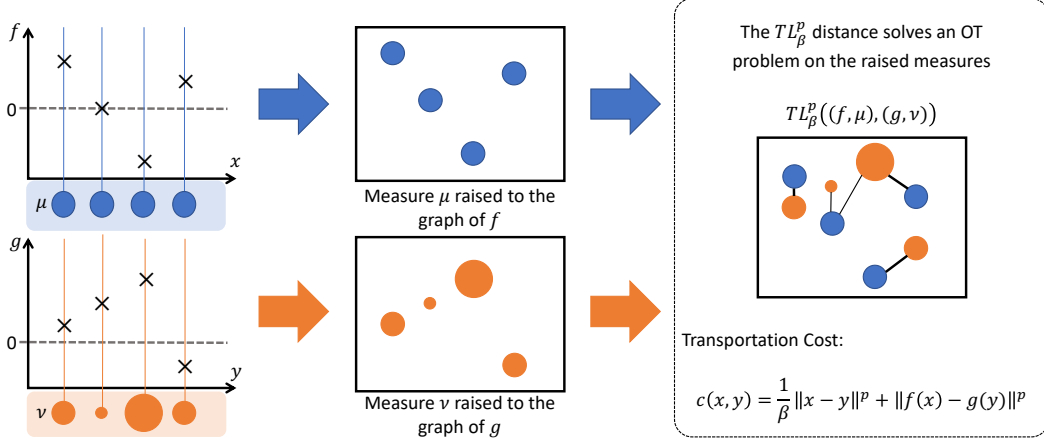 f
0
x
μ
Measure μ raised to the
graph of f
g
0
y
ν
Measure ν raised to the
graph of g
The TL^p_β distance solves an OT
problem on the raised measures
TL^p_β((f, μ), (g, ν))
Transportation Cost:
c(x, y) = 1/β ‖x − y‖^p + ‖f(x) − g(y)‖^p